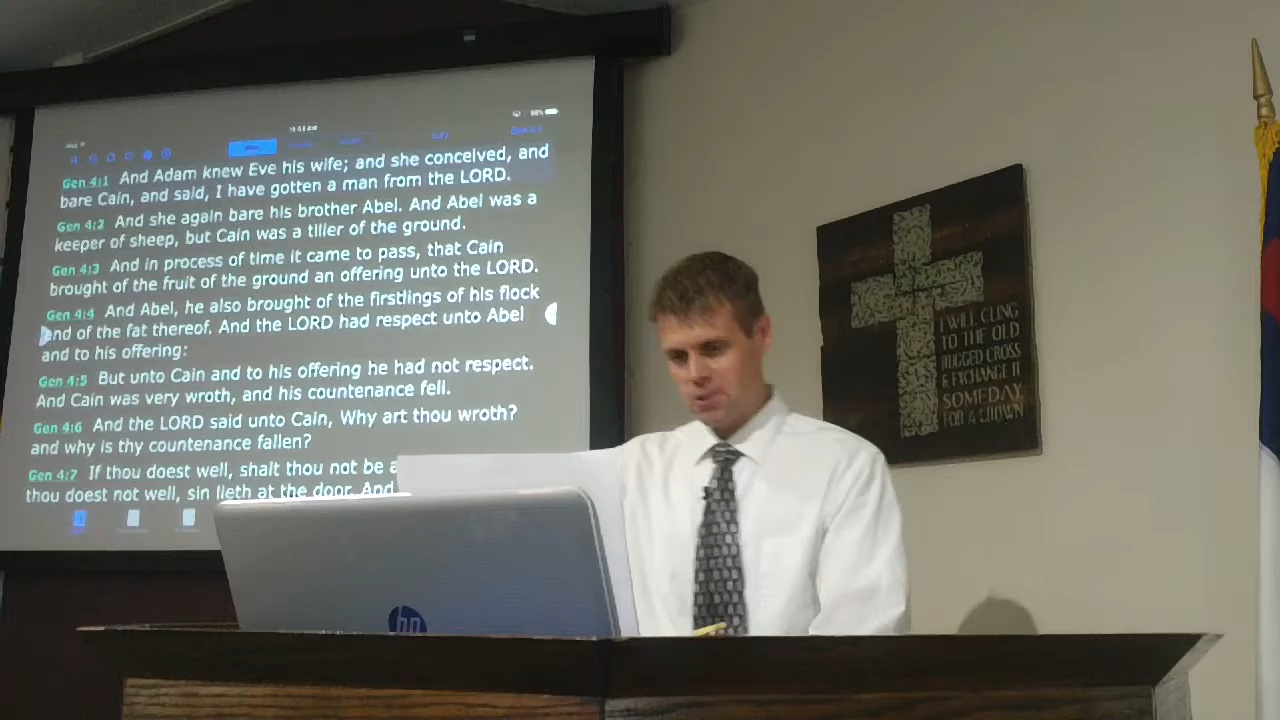 Gen 4:1 And Adam knew Eve his wife; and she conceived, and
bare Cain, and said, I have gotten a man from the LORD.
Gen 4:2 And she again bare his brother Abel. And Abel was a
keeper of sheep, but Cain was a tiller of the ground.
Gen 4:3 And in process of time it came to pass, that Cain
brought of the fruit of the ground an offering unto the LORD.
Gen 4:4 And Abel, he also brought of the firstlings of his flock
and of the fat thereof. And the LORD had respect unto Abel
and to his offering:
Gen 4:5 But unto Cain and to his offering he had not respect.
And Cain was very wroth, and his countenance fell.
Gen 4:6 And the LORD said unto Cain, Why art thou wroth?
and why is thy countenance fallen?
Gen 4:7 If thou doest well, shalt thou not be a
thou doest not well, sin lieth at the door. And
hp
I WILL CLING
TO THE OLD
RUGGED CROSS
& EXCHANGE IT
SOMEDAY
FOR A CROWN